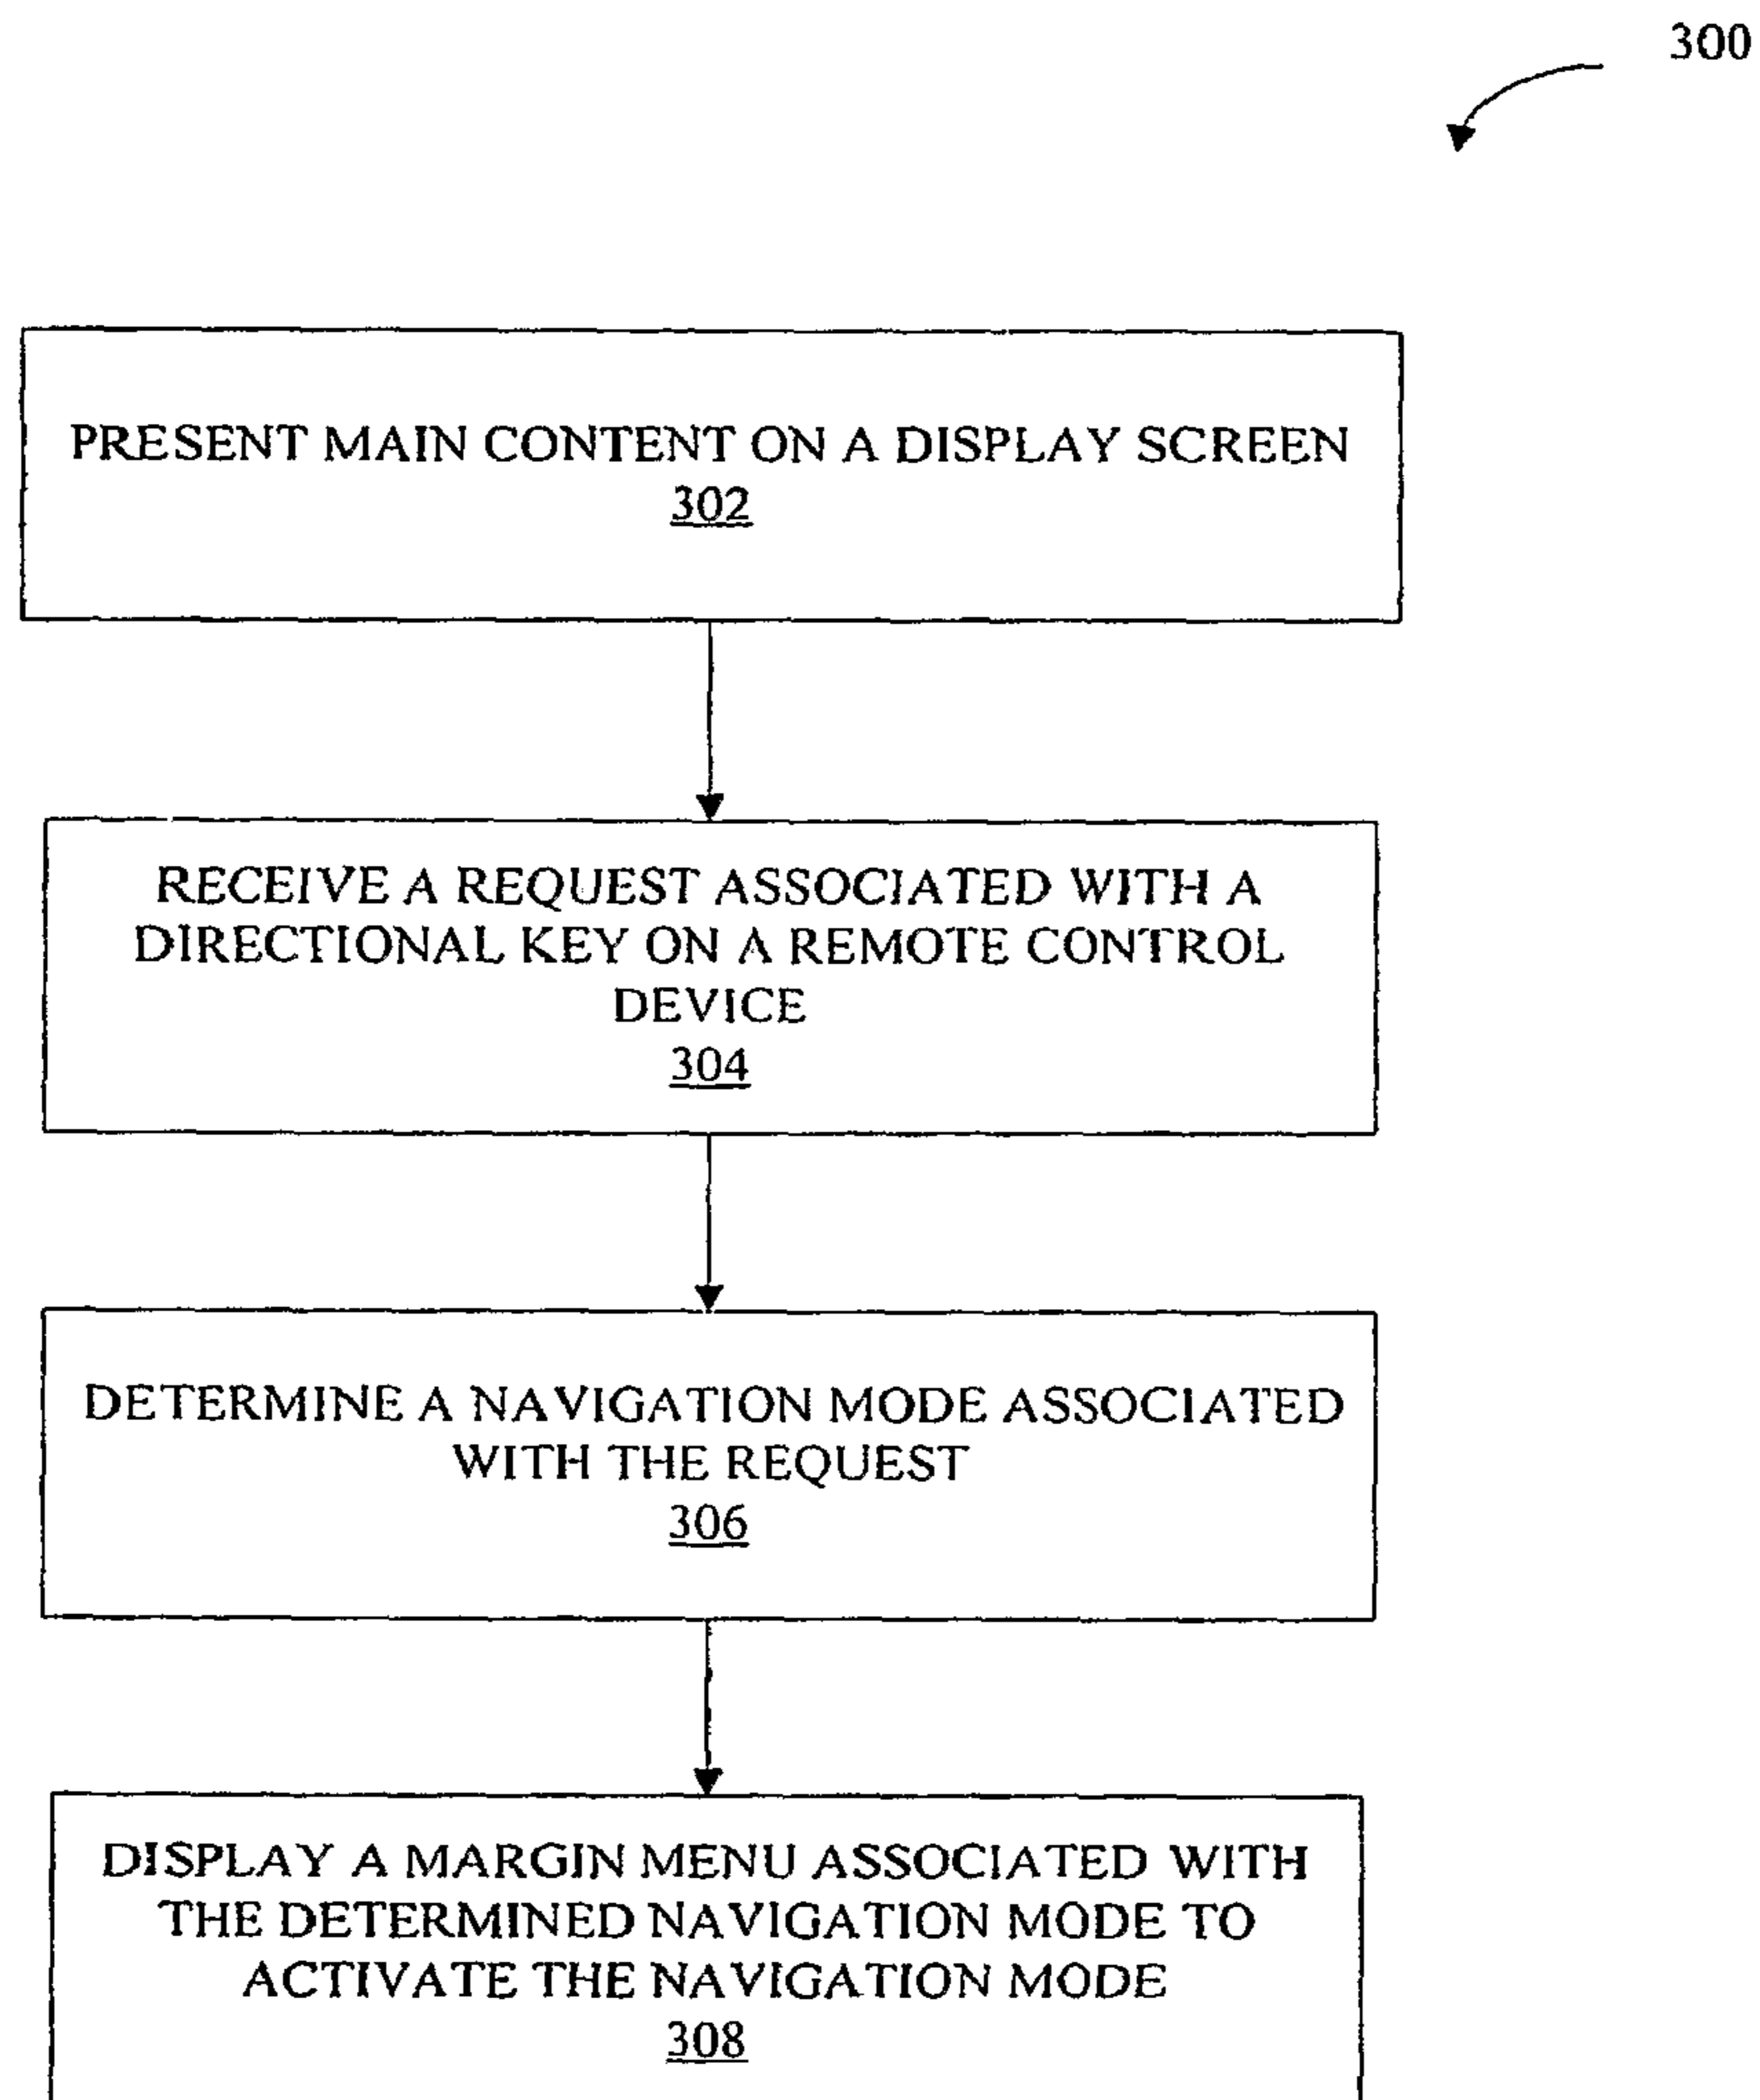 300
PRESENT MAIN CONTENT ON A DISPLAY SCREEN
302
RECEIVE A REQUEST ASSOCIATED WITH A
DIRECTIONAL KEY ON A REMOTE CONTROL
DEVICE
304
DETERMINE A NAVIGATION MODE ASSOCIATED
WITH THE REQUEST
306
DISPLAY A MARGIN MENU ASSOCIATED WITH
THE DETERMINED NAVIGATION MODE TO
ACTIVATE THE NAVIGATION MODE
308